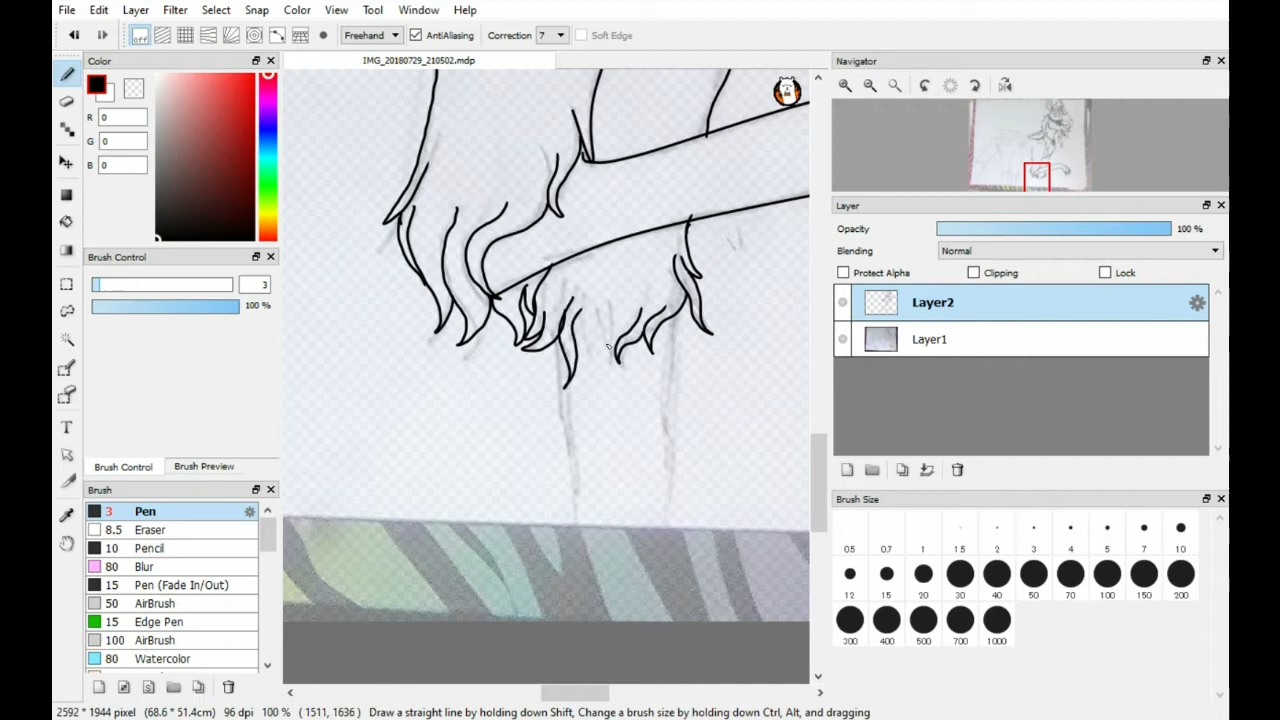 File Edit Layer Filter Select Snap Color View Tool Window Help
off Freehand AntiAliasing Correction 7 Soft Edge
Color
R 0
G 0
B 0
Brush Control
3
100 %
Brush Control Brush Preview
Brush
3 Pen
8.5 Eraser
10 Pencil
80 Blur
15 Pen (Fade In/Out)
50 AirBrush
15 Edge Pen
100 AirBrush
80 Watercolor
IMG_20180729_210502.mdp
Navigator
Layer
Opacity 100 %
Blending Normal
Protect Alpha Clipping Lock
Layer2
Layer1
Brush Size
0.5 0.7 1 1.5 2 3 4 5 7 10
12 15 20 30 40 50 70 100 150 200
300 400 500 700 1000
2592 * 1944 pixel (68.6 * 51.4cm) 96 dpi 100 % ( 1511, 1636 ) Draw a straight line by holding down Shift, Change a brush size by holding down Ctrl, Alt, and dragging